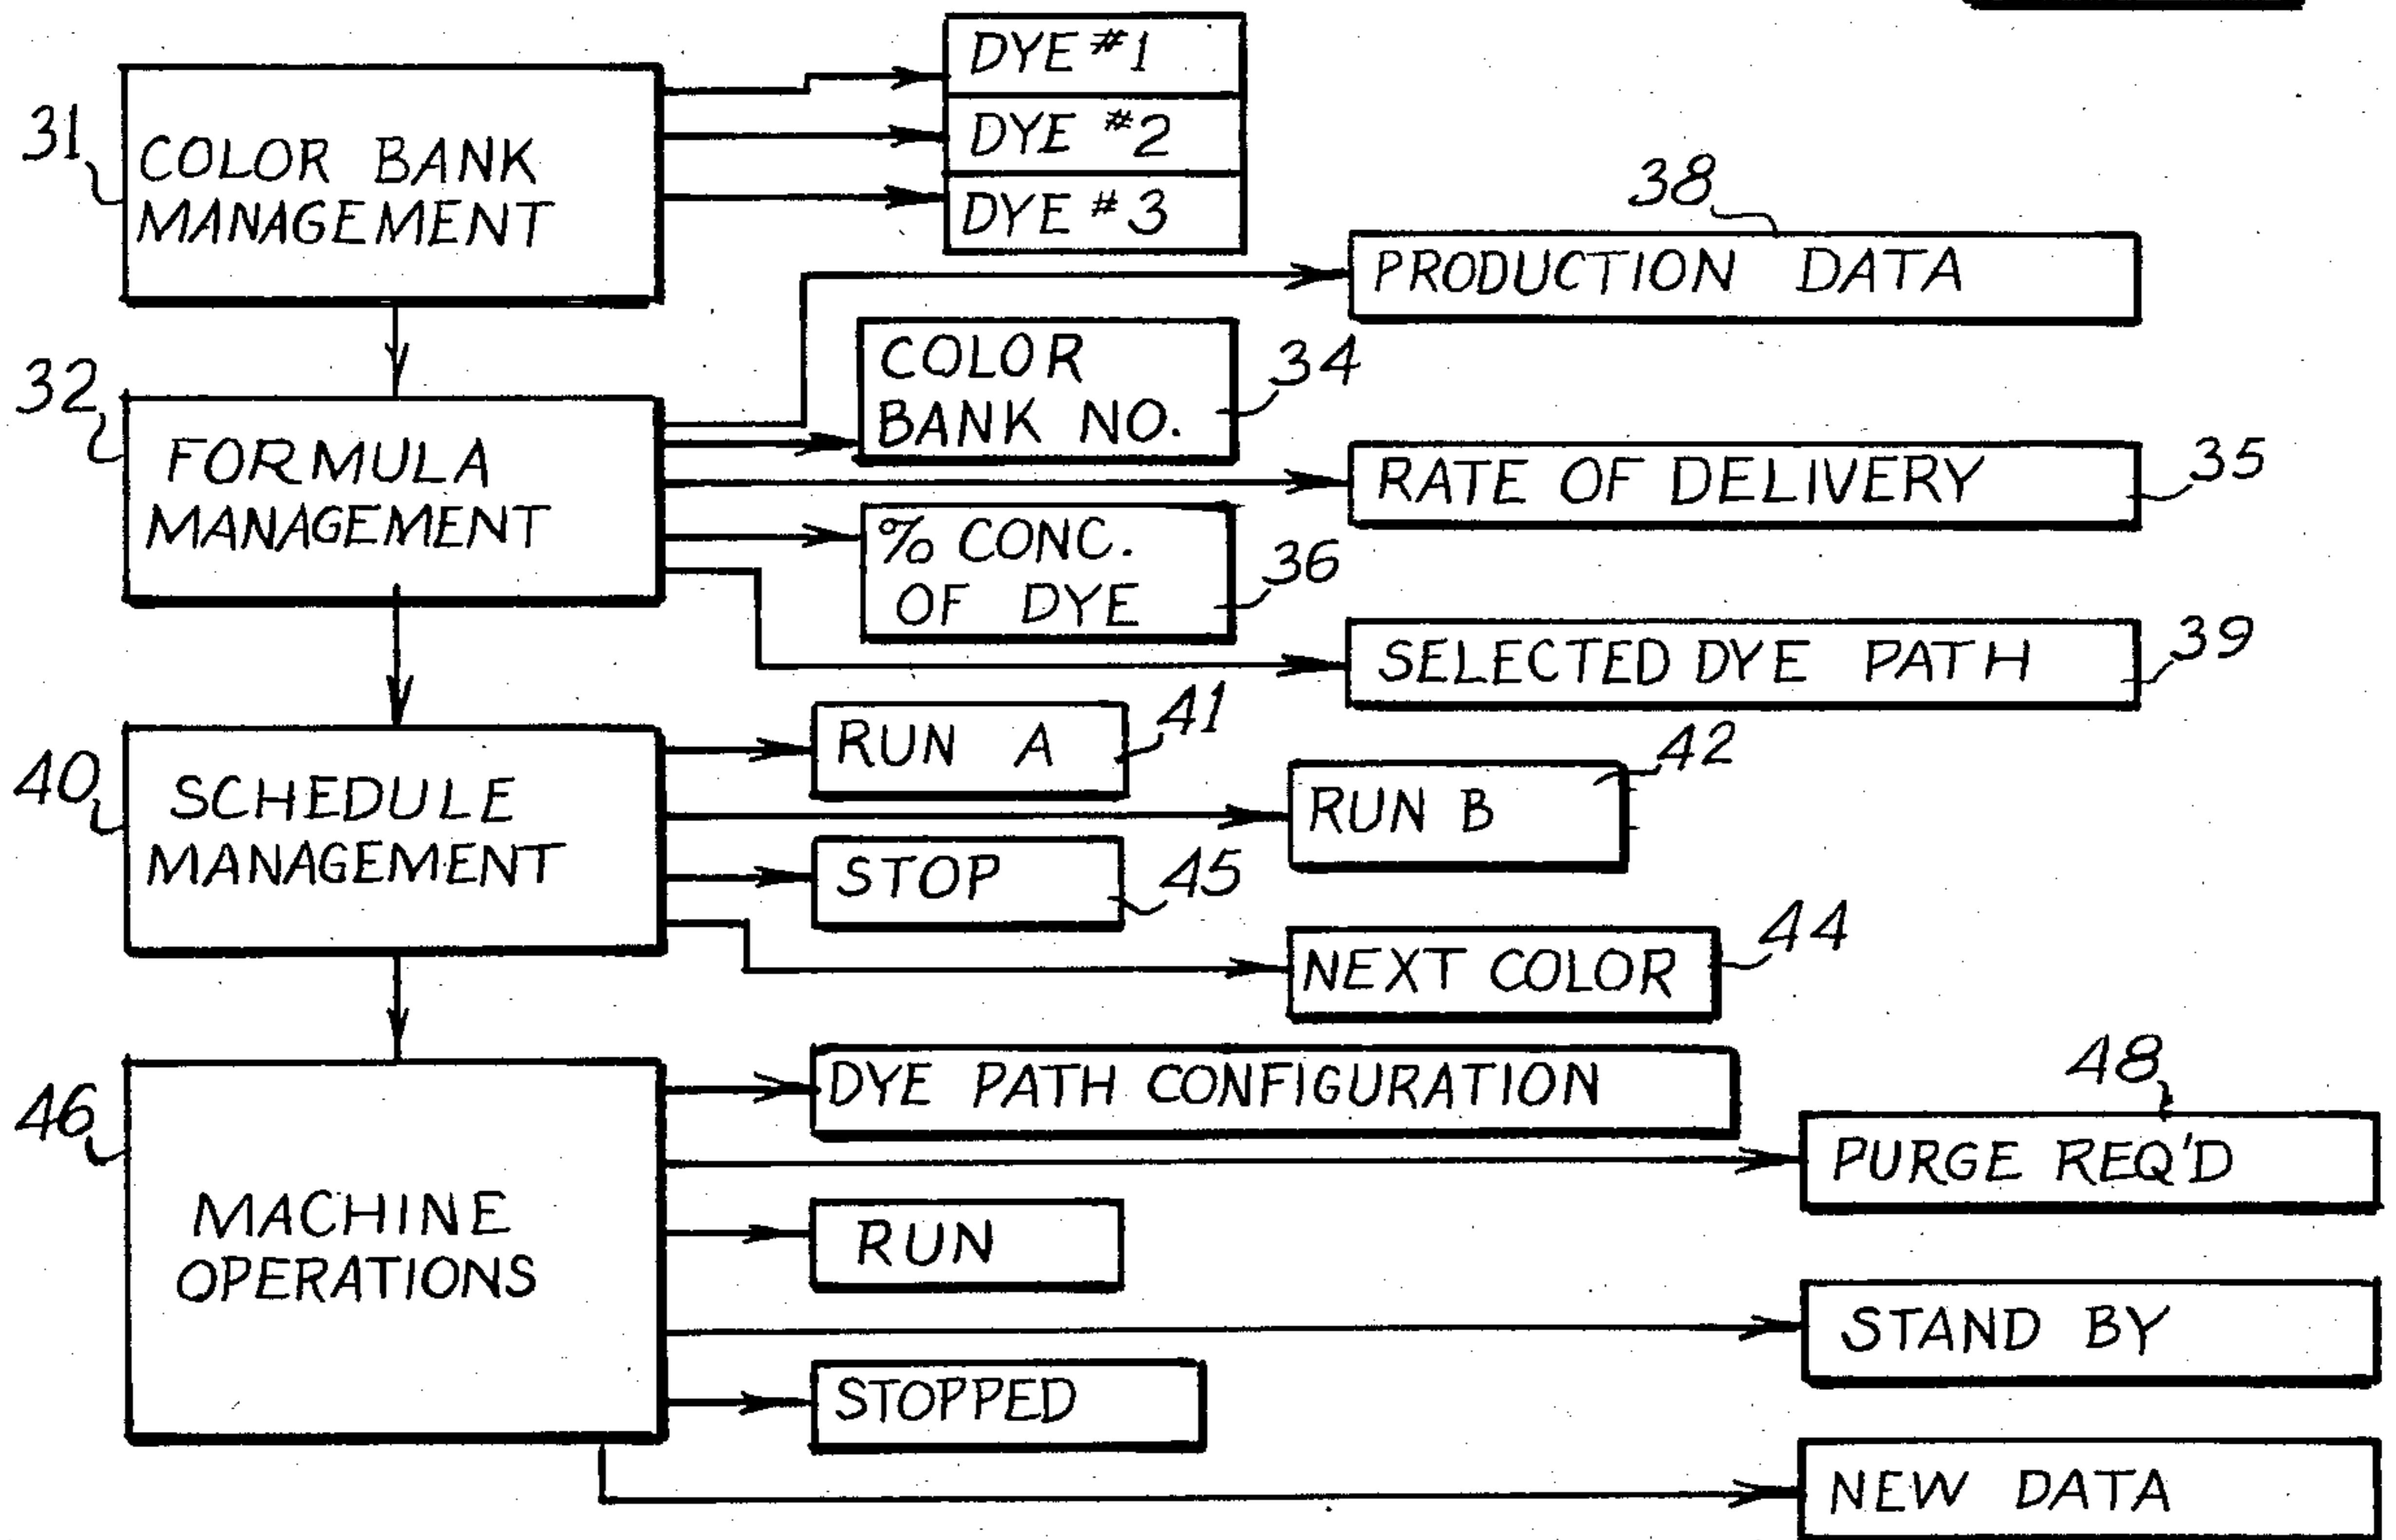 DYE #1
31
COLOR BANK
MANAGEMENT
DYE #2
DYE #3
38
PRODUCTION DATA
32
FORMULA
MANAGEMENT
COLOR
BANK NO.
34
RATE OF DELIVERY
35
% CONC.
OF DYE
36
SELECTED DYE PATH
39
40
SCHEDULE
MANAGEMENT
RUN A
41
RUN B
42
STOP
45
NEXT COLOR
44
46
MACHINE
OPERATIONS
DYE PATH CONFIGURATION
48
PURGE REQ'D
RUN
STAND BY
STOPPED
NEW DATA